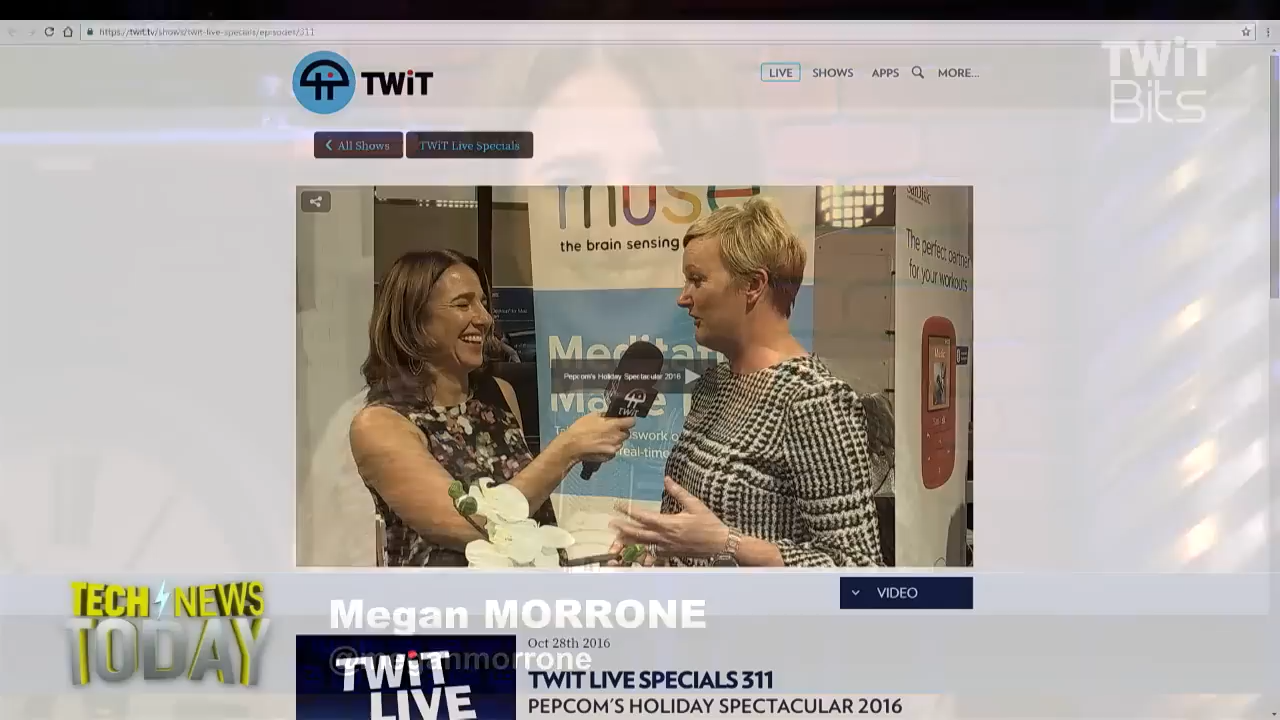 https://twit.tv/shows/twit-live-specials/episodes/311
TWiT
LIVE
SHOWS
APPS
MORE...
TWiT
Bits
All Shows
TWiT Live Specials
muse
the brain sensing
SanDisk
The perfect partner
for your workouts
Pepcom's Holiday Spectacular 2016
TWiT
real-time
Music
TECH NEWS
TODAY
Megan MORRONE
@meganmorrone
VIDEO
Oct 28th 2016
TWiT
LIVE
TWIT LIVE SPECIALS 311
PEPCOM'S HOLIDAY SPECTACULAR 2016